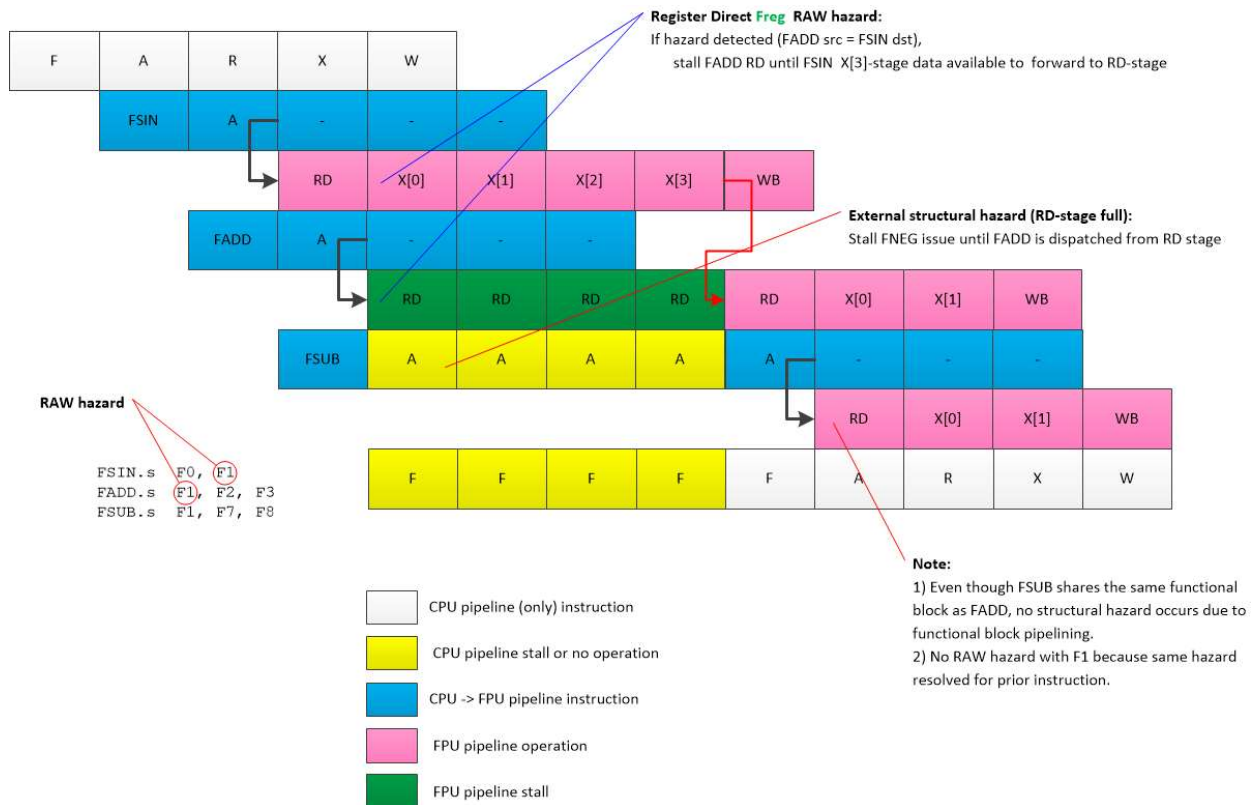 Register Direct Freg RAW hazard:
If hazard detected (FADD src = FSIN dst),
stall FADD RD until FSIN X[3]-stage data available to forward to RD-stage
F A R X W
FSIN A - - -
RD X[0] X[1] X[2] X[3] WB
External structural hazard (RD-stage full):
Stall FNEG issue until FADD is dispatched from RD stage
FADD A - - -
RD RD RD RD RD X[0] X[1] WB
FSUB A A A A A - - -
RD X[0] X[1] WB
RAW hazard
FSIN.s F0, F1
FADD.s F1, F2, F3
FSUB.s F1, F7, F8
F F F F F A R X W
Note:
1) Even though FSUB shares the same functional
block as FADD, no structural hazard occurs due to
functional block pipelining.
2) No RAW hazard with F1 because same hazard
resolved for prior instruction.
CPU pipeline (only) instruction
CPU pipeline stall or no operation
CPU -> FPU pipeline instruction
FPU pipeline operation
FPU pipeline stall